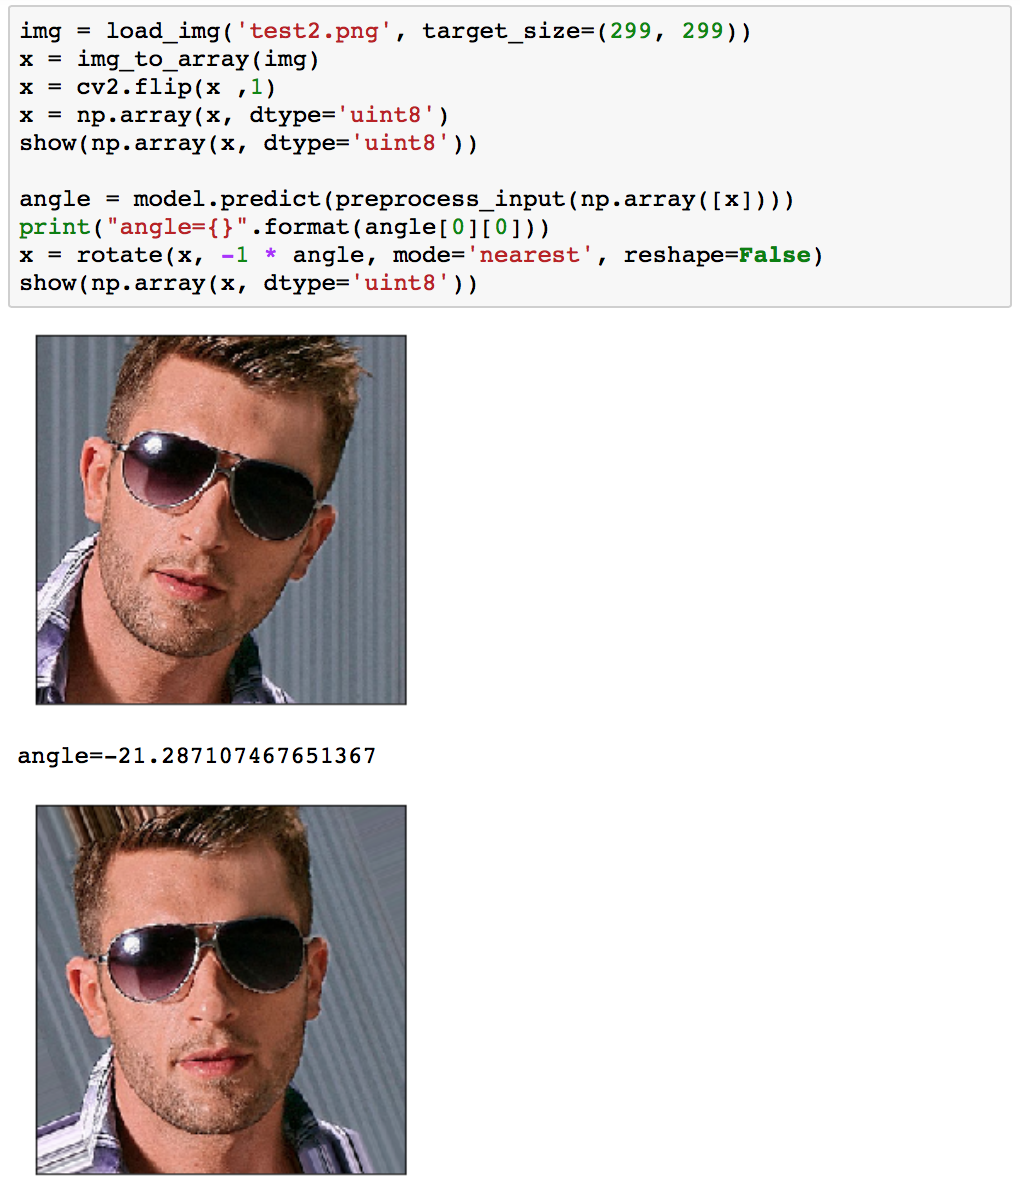 img = load_img('test2.png', target_size=(299, 299))
x = img_to_array(img)
x = cv2.flip(x ,1)
x = np.array(x, dtype='uint8')
show(np.array(x, dtype='uint8'))
angle = model.predict(preprocess_input(np.array([x])))
print("angle={}".format(angle[0][0]))
x = rotate(x, -1 * angle, mode='nearest', reshape=False)
show(np.array(x, dtype='uint8'))
angle=-21.287107467651367